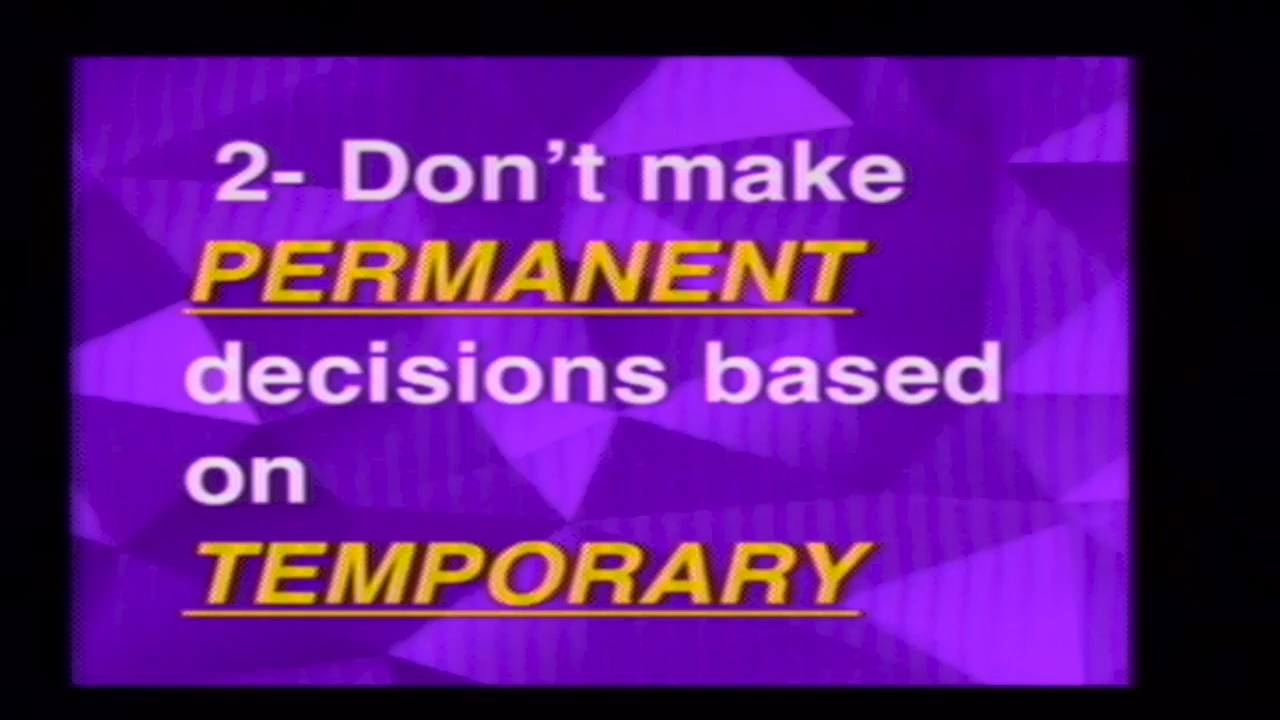 2- Don’t make
PERMANENT
decisions based
on
TEMPORARY